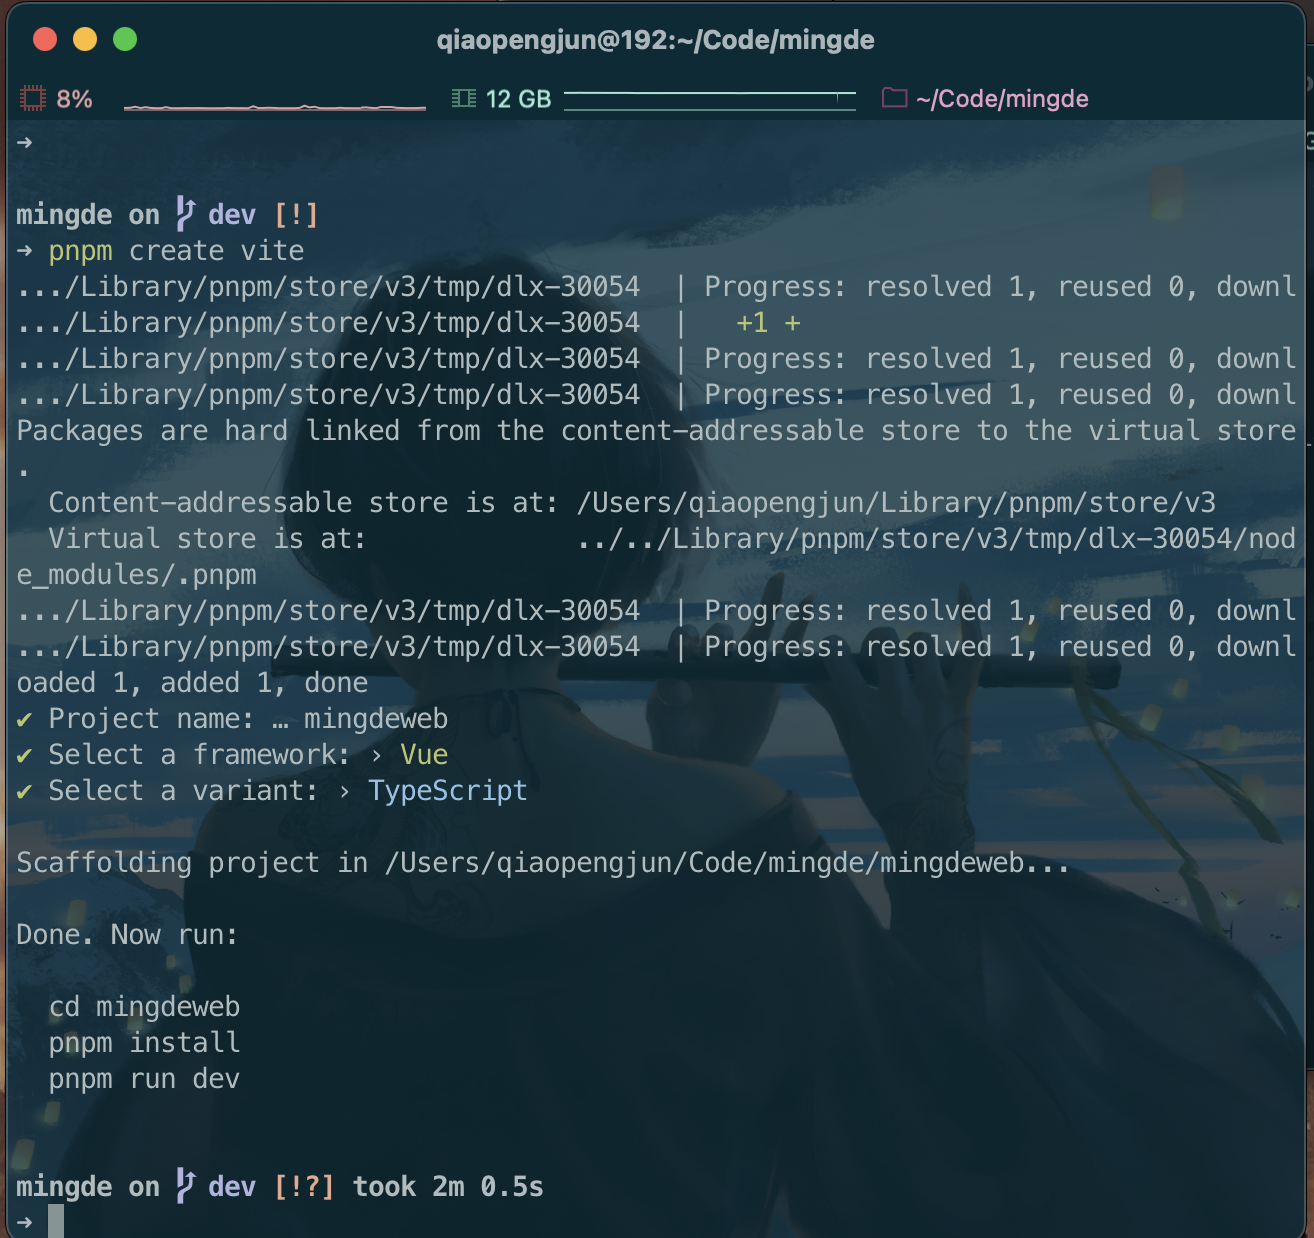 qiaopengjun@192:~/Code/mingde
8% 12 GB ~/Code/mingde
→
mingde on dev [!]
→ pnpm create vite
.../Library/pnpm/store/v3/tmp/dlx-30054 | Progress: resolved 1, reused 0, downl
.../Library/pnpm/store/v3/tmp/dlx-30054 | +1 +
.../Library/pnpm/store/v3/tmp/dlx-30054 | Progress: resolved 1, reused 0, downl
.../Library/pnpm/store/v3/tmp/dlx-30054 | Progress: resolved 1, reused 0, downl
Packages are hard linked from the content-addressable store to the virtual store
.
Content-addressable store is at: /Users/qiaopengjun/Library/pnpm/store/v3
Virtual store is at: ../../Library/pnpm/store/v3/tmp/dlx-30054/nod
e_modules/.pnpm
.../Library/pnpm/store/v3/tmp/dlx-30054 | Progress: resolved 1, reused 0, downl
.../Library/pnpm/store/v3/tmp/dlx-30054 | Progress: resolved 1, reused 0, downl
oaded 1, added 1, done
✔ Project name: … mingdeweb
✔ Select a framework: › Vue
✔ Select a variant: › TypeScript
Scaffolding project in /Users/qiaopengjun/Code/mingde/mingdeweb...
Done. Now run:
cd mingdeweb
pnpm install
pnpm run dev
mingde on dev [!?] took 2m 0.5s
→